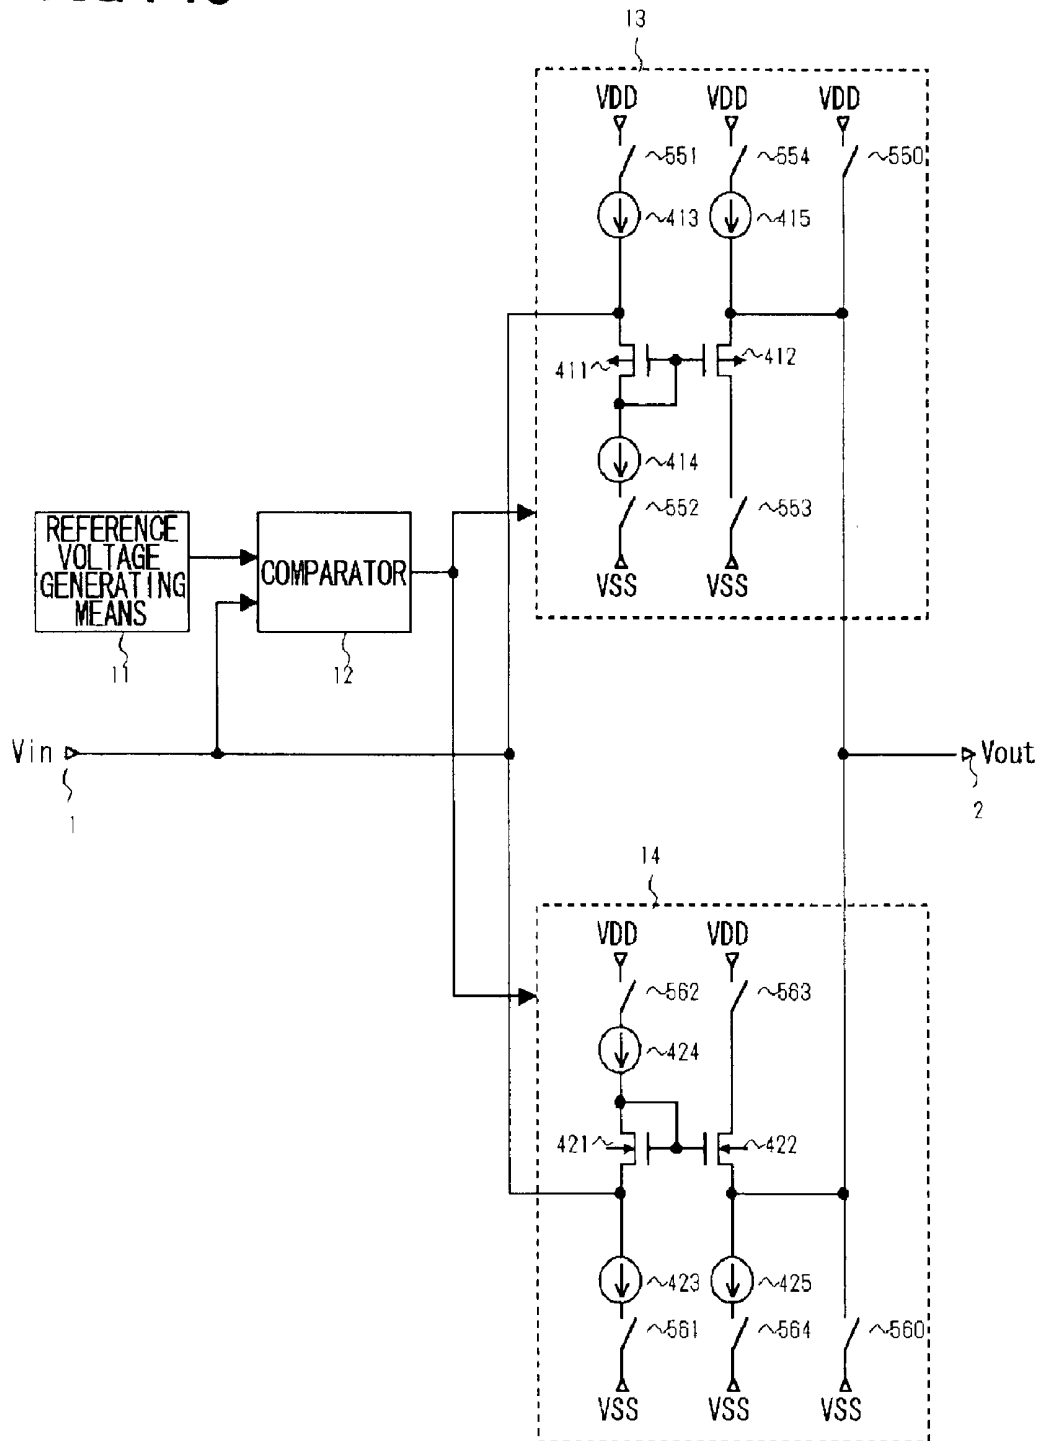 13
VDD VDD VDD
551 554 550
413 415
411 412
414
552 553
VSS VSS
REFERENCE
VOLTAGE
GENERATING
MEANS
COMPARATOR
11 12
Vin Vout
1 2
14
VDD VDD
562 563
424
421 422
423 425
561 564 560
VSS VSS VSS